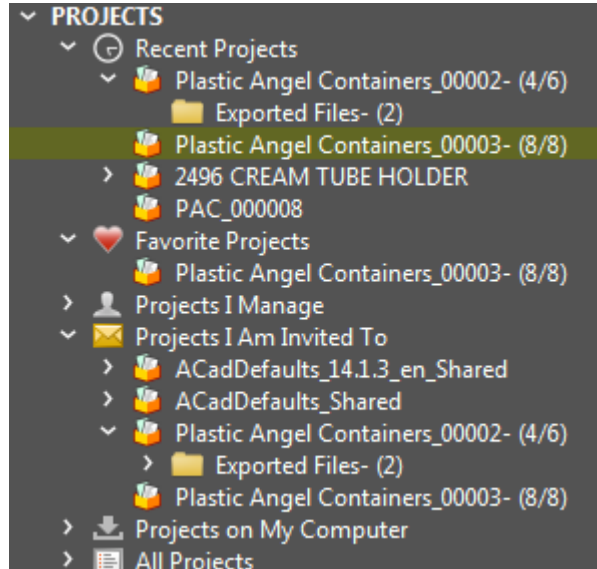 PROJECTS
Recent Projects
Plastic Angel Containers_00002- (4/6)
Exported Files- (2)
Plastic Angel Containers_00003- (8/8)
2496 CREAM TUBE HOLDER
PAC_000008
Favorite Projects
Plastic Angel Containers_00003- (8/8)
Projects I Manage
Projects I Am Invited To
ACadDefaults_14.1.3_en_Shared
ACadDefaults_Shared
Plastic Angel Containers_00002- (4/6)
Exported Files- (2)
Plastic Angel Containers_00003- (8/8)
Projects on My Computer
All Projects